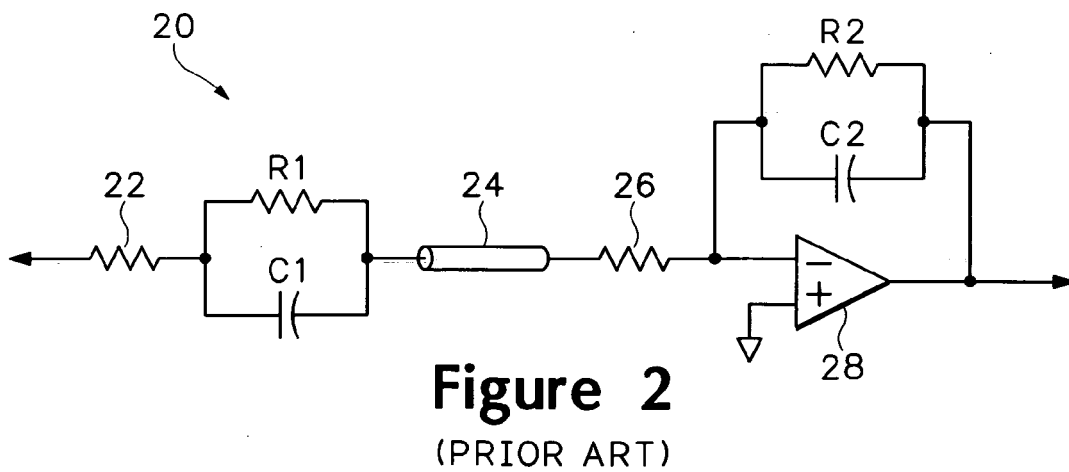 20
R2
C2
22
R1
24
26
C1
−
+
28
Figure 2
(PRIOR ART)